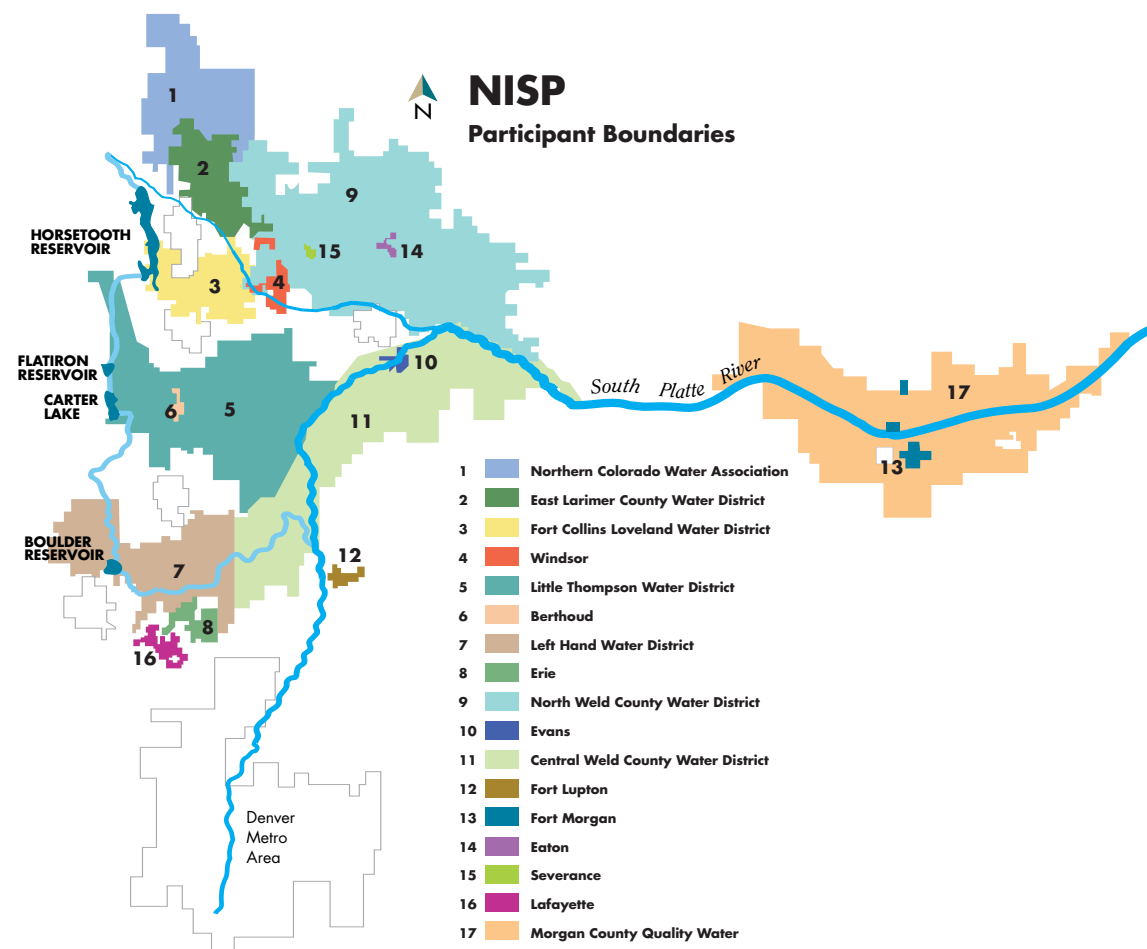 NISP
Participant Boundaries
N
1
2
9
HORSETOOTH
RESERVOIR
15
14
3
4
FLATIRON
RESERVOIR
CARTER
LAKE
10
6
5
11
South Platte River
17
13
BOULDER
RESERVOIR
7
12
8
16
Denver
Metro
Area
1 Northern Colorado Water Association
2 East Larimer County Water District
3 Fort Collins Loveland Water District
4 Windsor
5 Little Thompson Water District
6 Berthoud
7 Left Hand Water District
8 Erie
9 North Weld County Water District
10 Evans
11 Central Weld County Water District
12 Fort Lupton
13 Fort Morgan
14 Eaton
15 Severance
16 Lafayette
17 Morgan County Quality Water